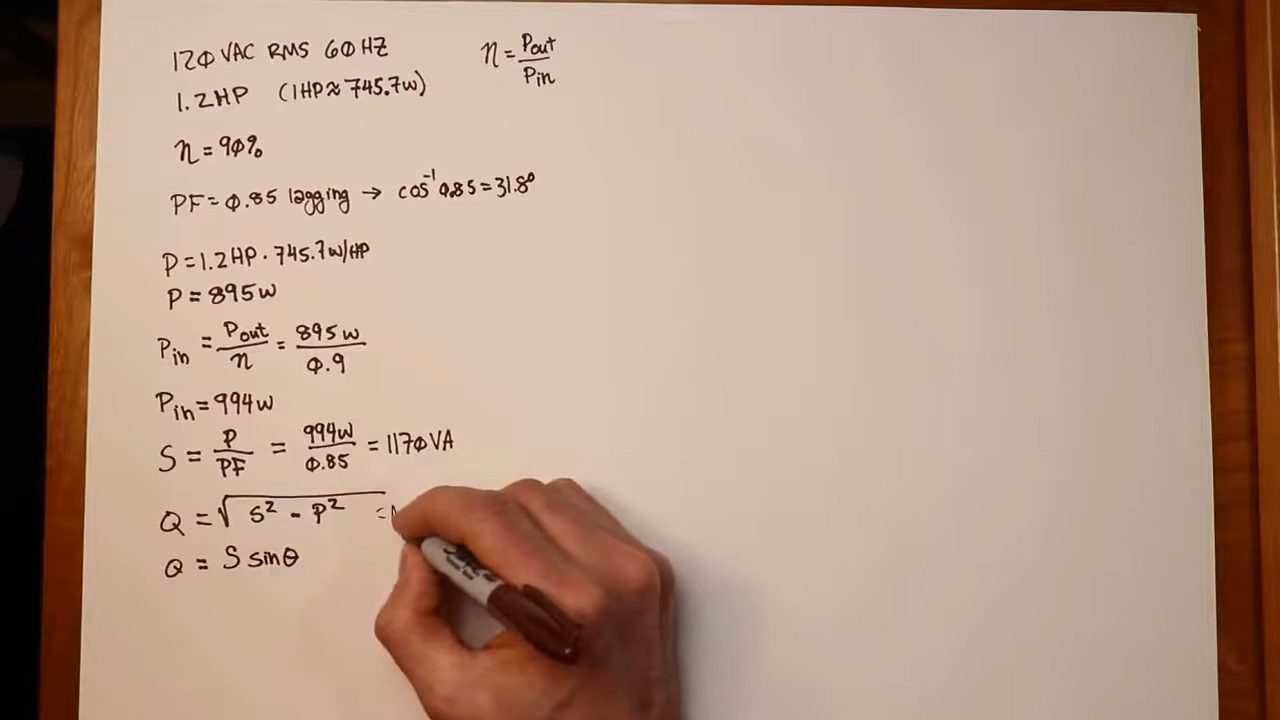 12φ VAC RMS 6φ HZ
1.2HP (1HP≈745.7W)
η=Pout/Pin
η=9φ%
PF=φ.85 lagging → cos⁻¹ φ.85=31.8°
P=1.2HP·745.7W/HP
P=895W
Pin=Pout/η=895W/φ.9
Pin=994W
S=P/PF=994W/φ.85=117φVA
Q=√S²-P² =
Q=S sinθ